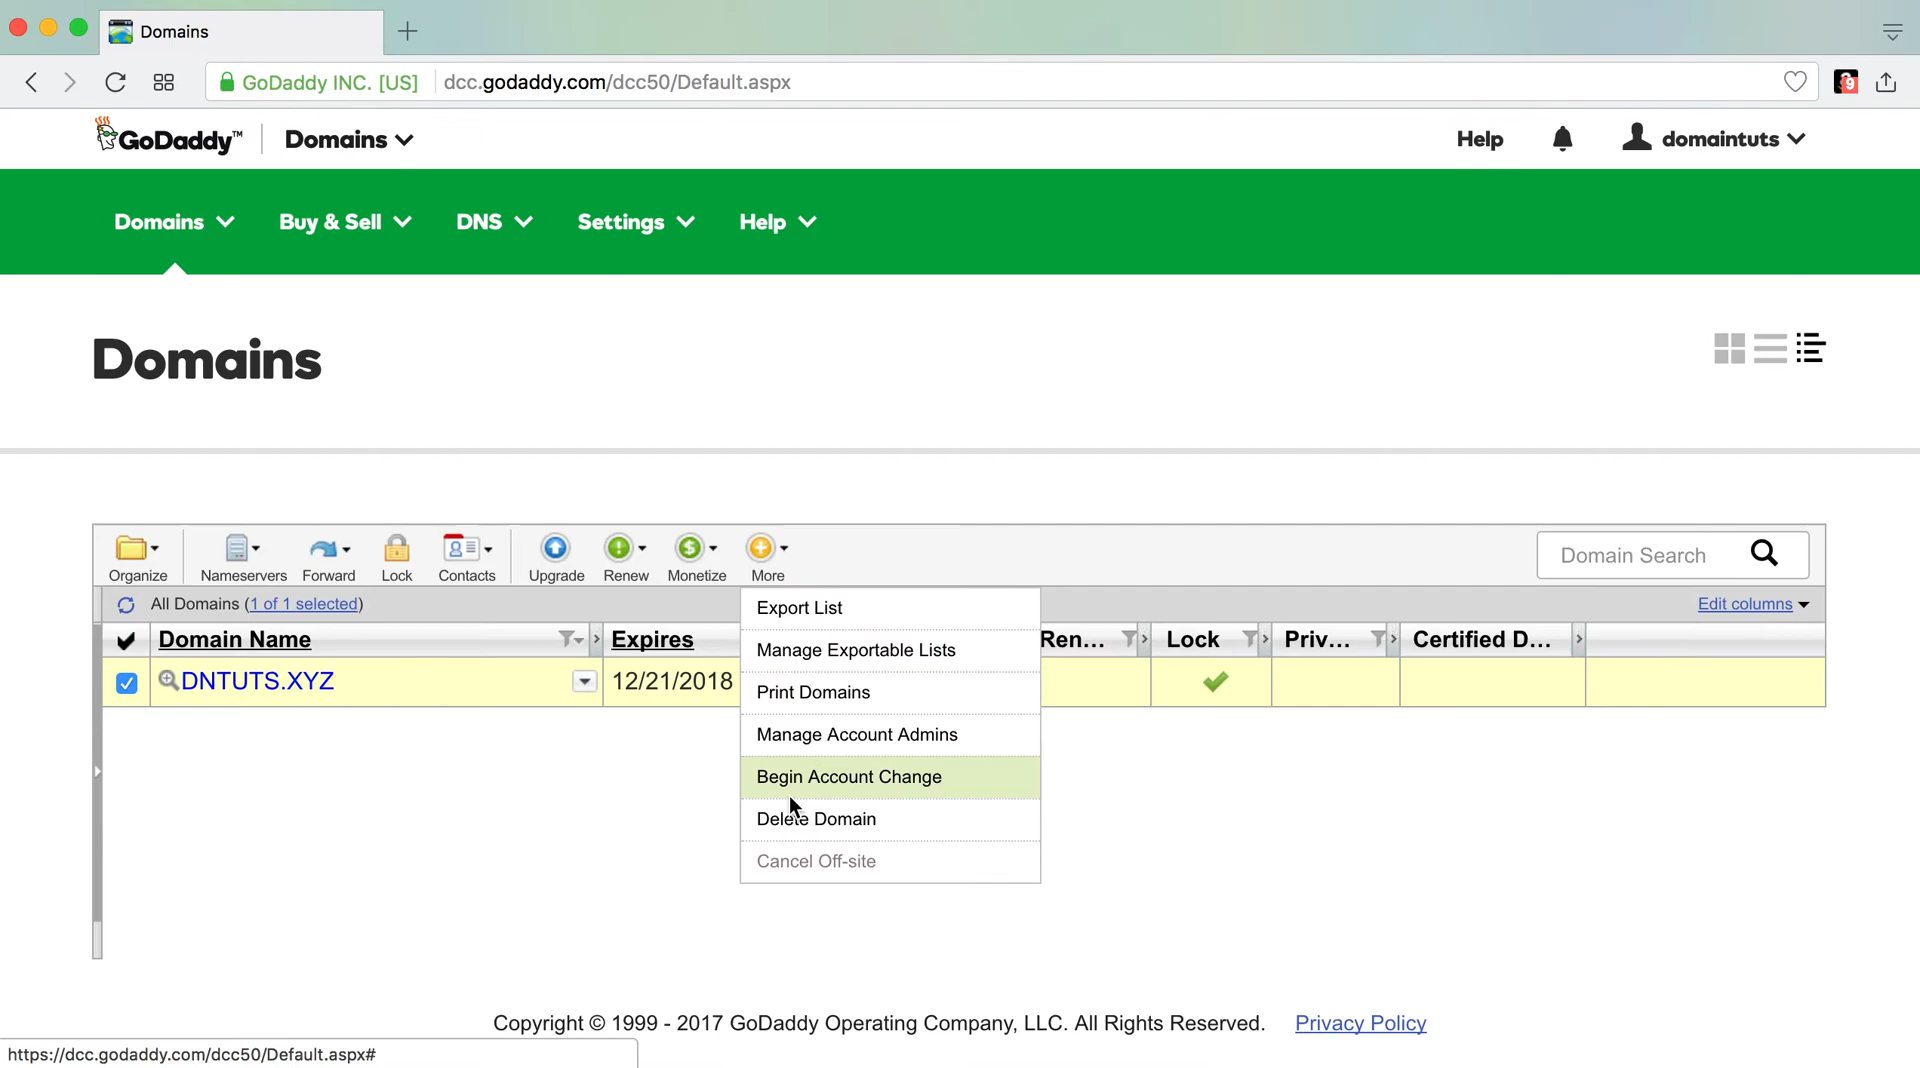 Domains
GoDaddy INC. [US] dcc.godaddy.com/dcc50/Default.aspx
9
GoDaddy™ Domains Help domaintuts
Domains Buy & Sell DNS Settings Help
Domains
Organize Nameservers Forward Lock Contacts Upgrade Renew Monetize More Domain Search
All Domains (1 of 1 selected) Edit columns
Domain Name Expires Ren... Lock Priv... Certified D...
DNTUTS.XYZ 12/21/2018
Export List
Manage Exportable Lists
Print Domains
Manage Account Admins
Begin Account Change
Delete Domain
Cancel Off-site
Copyright © 1999 - 2017 GoDaddy Operating Company, LLC. All Rights Reserved. Privacy Policy
https://dcc.godaddy.com/dcc50/Default.aspx#